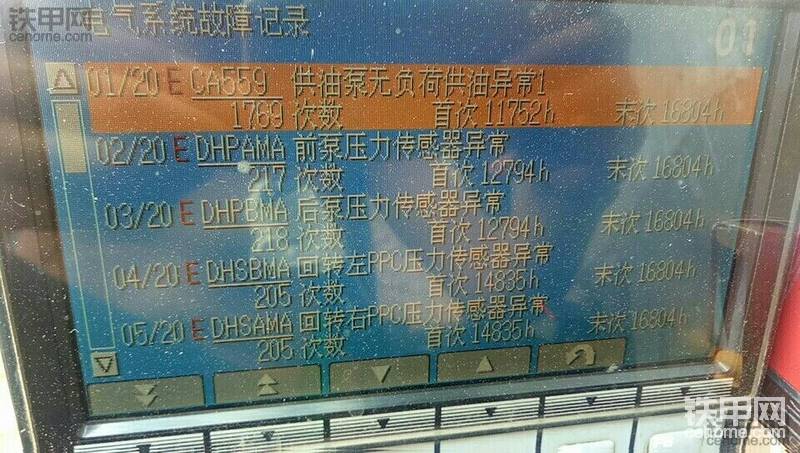 铁甲网
cehome.com
电气系统故障记录
01
01/20 E CA559 供油泵无负荷供油异常1
1769 次数 首次 11752h 末次 16804h
02/20 E DHPAMA 前泵压力传感器异常
217 次数 首次 12794h 末次 16804h
03/20 E DHPBMA 后泵压力传感器异常
218 次数 首次 12794h 末次 16804h
04/20 E DHSBMA 回转左PPC压力传感器异常
205 次数 首次 14835h 末次 16804h
05/20 E DHSAMA 回转右PPC压力传感器异常
205 次数 首次 14835h 末次 16804h
铁甲网
cehome.com